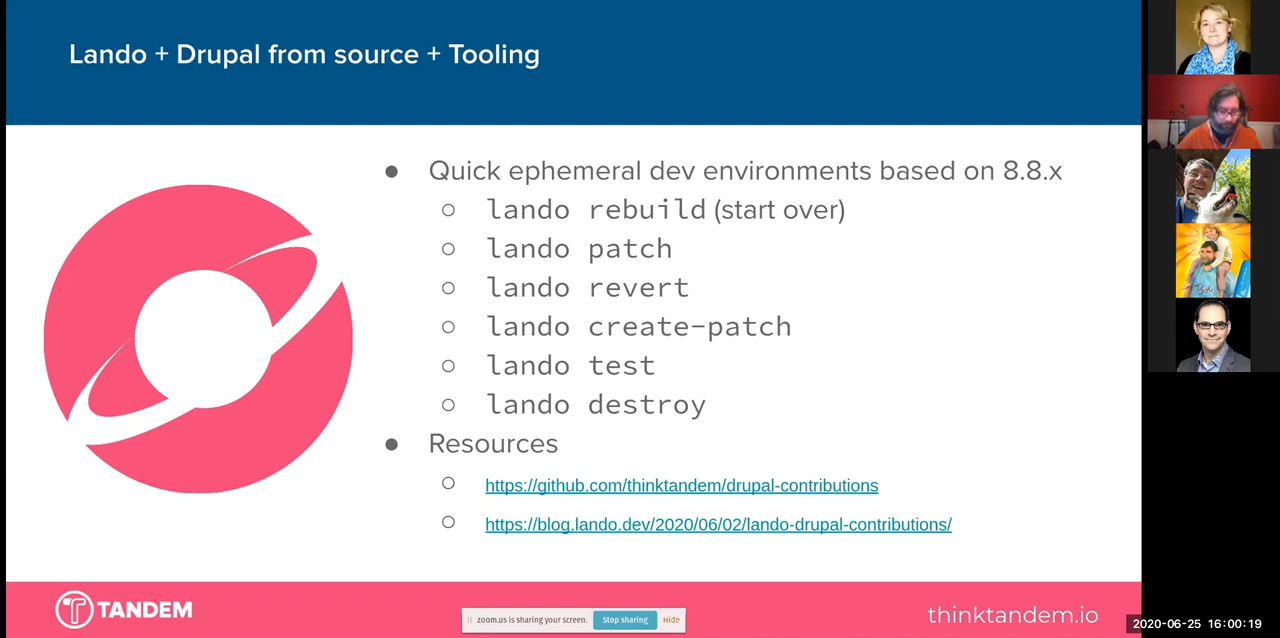 Lando + Drupal from source + Tooling
● Quick ephemeral dev environments based on 8.8.x
○ lando rebuild (start over)
○ lando patch
○ lando revert
○ lando create-patch
○ lando test
○ lando destroy
● Resources
○ https://github.com/thinktandem/drupal-contributions
○ https://blog.lando.dev/2020/06/02/lando-drupal-contributions/
TANDEM
zoom.us is sharing your screen. Stop sharing Hide
thinktandem.io
2020-06-25 16:00:19